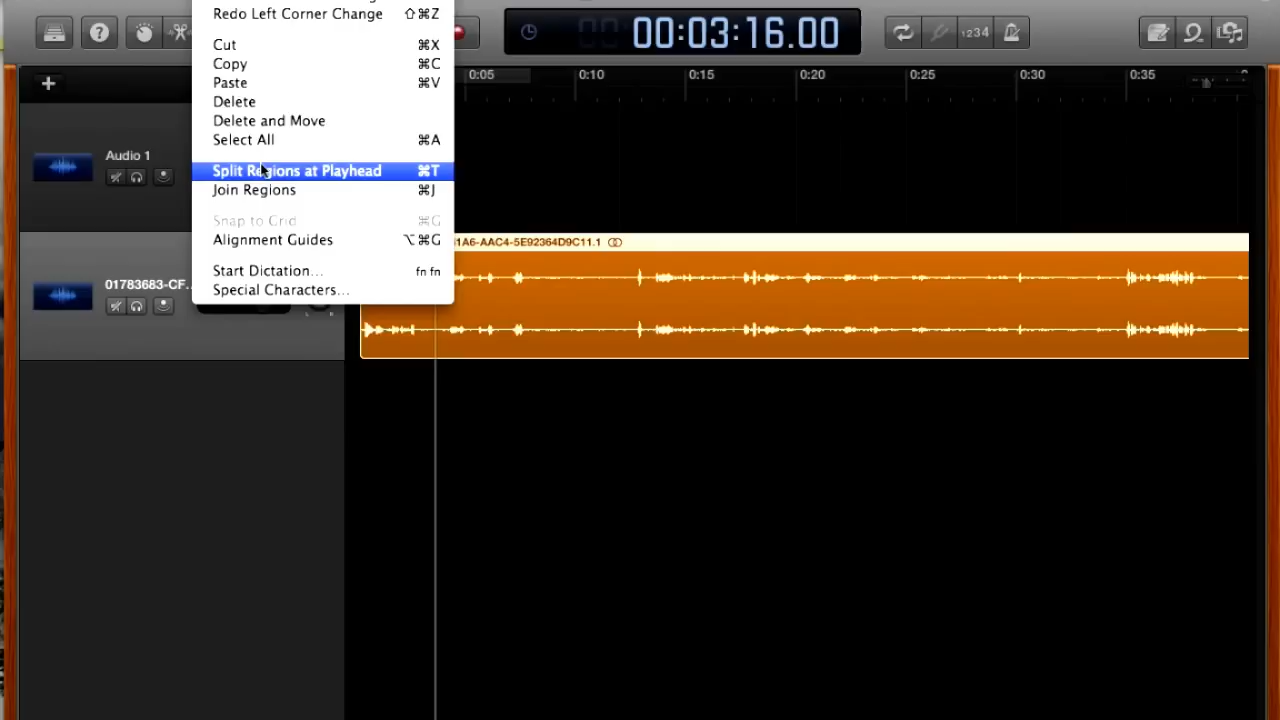 Redo Left Corner Change ⇧⌘Z
00:03:16.00
1234
Cut ⌘X
Copy ⌘C
Paste ⌘V
Delete
Delete and Move
Select All ⌘A
Split Regions at Playhead ⌘T
Join Regions ⌘J
Snap to Grid ⌘G
Alignment Guides ⌥⌘G
Start Dictation... fn fn
Special Characters...
0:05 0:10 0:15 0:20 0:25 0:30 0:35
Audio 1
1A6-AAC4-5E92364D9C11.1
01783683-CF...